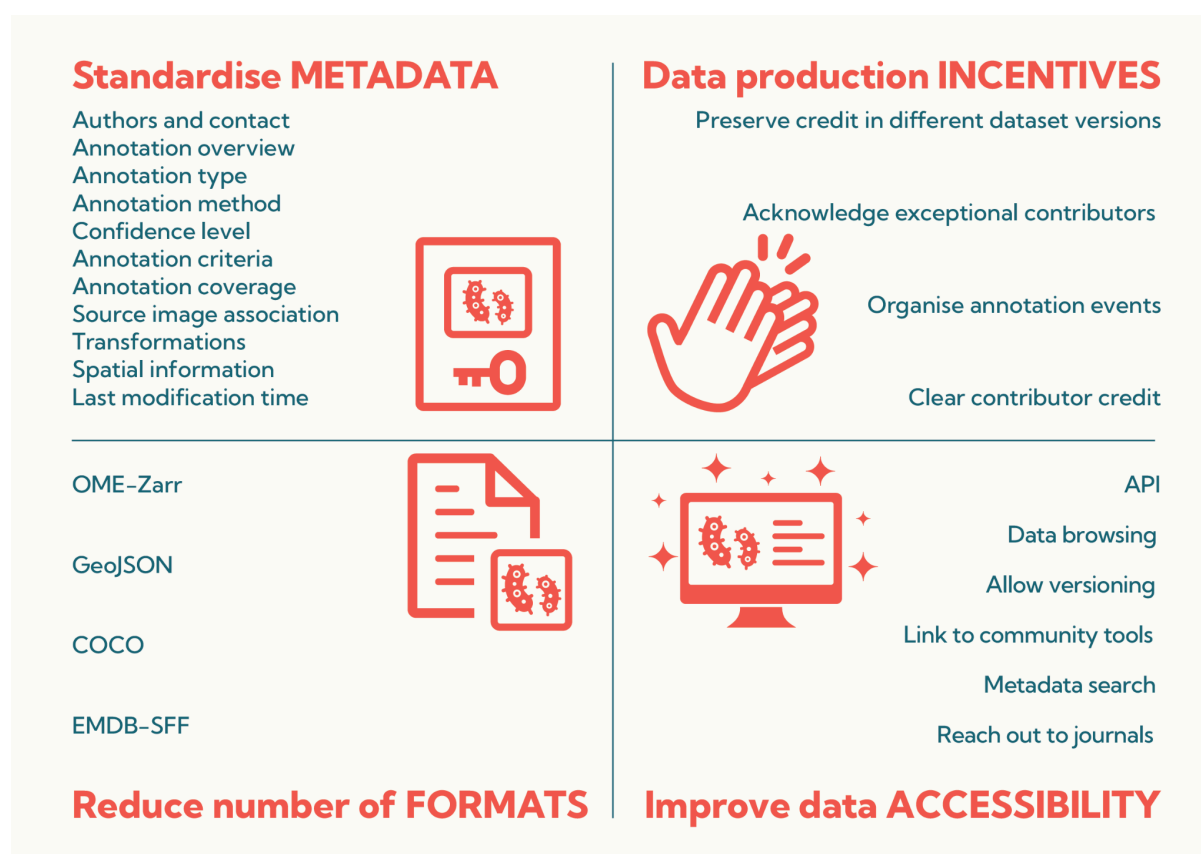 Standardise METADATA
Authors and contact
Annotation overview
Annotation type
Annotation method
Confidence level
Annotation criteria
Annotation coverage
Source image association
Transformations
Spatial information
Last modification time
Data production INCENTIVES
Preserve credit in different dataset versions
Acknowledge exceptional contributors
Organise annotation events
Clear contributor credit
OME-Zarr
GeoJSON
COCO
EMDB-SFF
Reduce number of FORMATS
API
Data browsing
Allow versioning
Link to community tools
Metadata search
Reach out to journals
Improve data ACCESSIBILITY